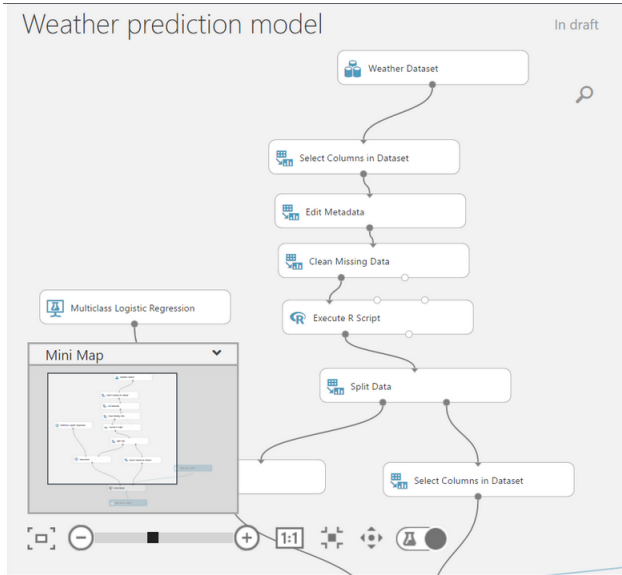 Weather prediction model
In draft
Weather Dataset
Select Columns in Dataset
Edit Metadata
Clean Missing Data
Multiclass Logistic Regression
Execute R Script
Mini Map
Split Data
Select Columns in Dataset
1:1